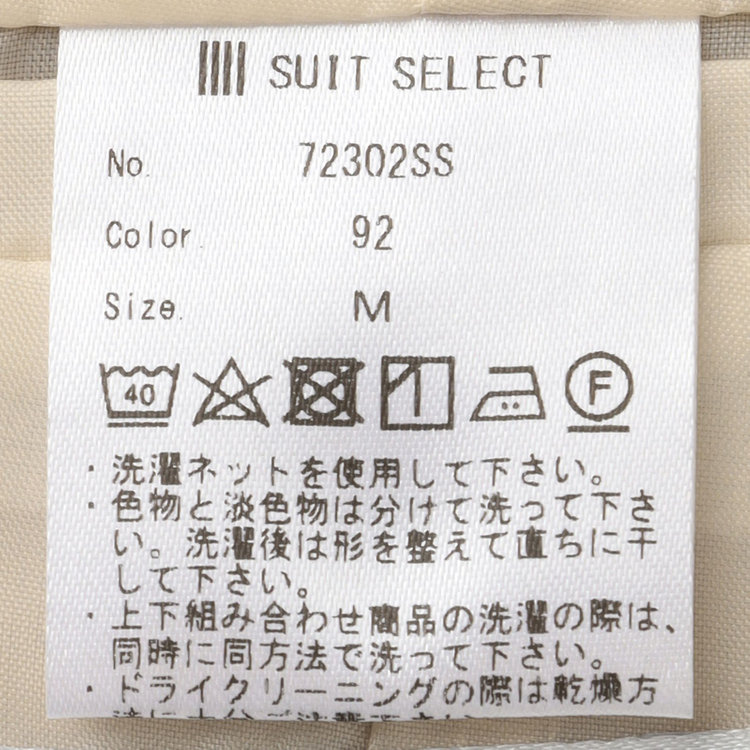 SUIT SELECT
No. 72302SS
Color. 92
Size. M
40 F
・洗濯ネットを使用して下さい。
・色物と淡色物は分けて洗って下さ
い。洗濯後は形を整えて直ちに干
して下さい。
・上下組み合わせ商品の洗濯の際は、
同時に同方法で洗って下さい。
・ドライクリーニングの際は乾燥方